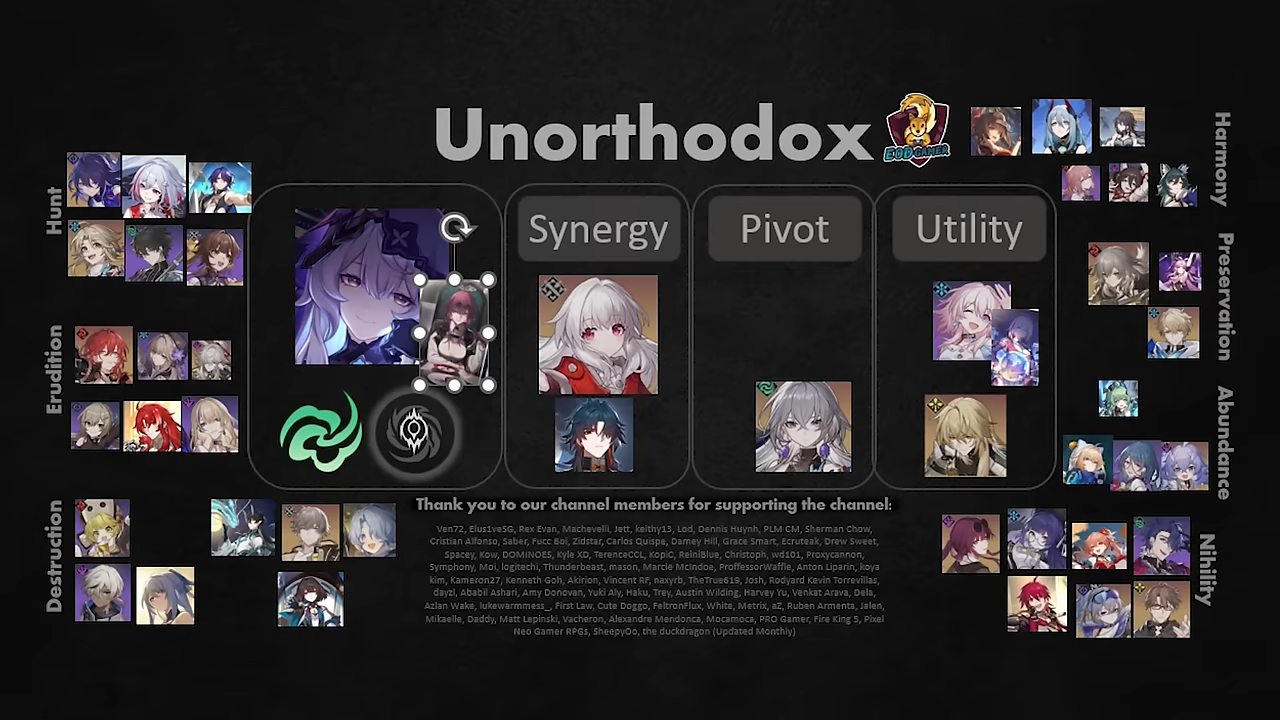 Unorthodox
EOD GAMER
Hunt
Erudition
Destruction
Synergy
Pivot
Utility
Harmony
Preservation
Abundance
Nihility
Thank you to our channel members for supporting the channel:
Ven72, Elus1veSG, Rex Evan, Machevelli, Jett, keithy13, Lod, Dennis Huynh, PLM CM, Sherman Chow,
Cristian Alfonso, Saber, Fucc Boi, Zidstar, Carlos Quispe, Damey Hill, Grace Smart, Ecruteak, Drew Sweet,
Spacey, Kow, DOMINOES, Kyle XD, TerenceCCL, KopiC, ReiniBlue, Christoph, wd101, Proxycannon,
Symphony, Moi, logitechi, Thunderbeast, mason, Marcie McIndoe, ProffessorWaffle, Anton Liparin, koya
kim, Kameron27, Kenneth Goh, Akirion, Vincent RF, naxyrb, TheTrue619, Josh, Rodyard Kevin Torrevillas,
dayzl, Ababil Ashari, Amy Donovan, Yuki Aly, Haku, Trey, Austin Wilding, Harvey Yu, Venkat Arava, Dela,
Azlan Wake, lukewarmmess_, First Law, Cute Doggo, FeltronFlux, White, Metrix, aZ, Ruben Armenta, Jalen,
Mikaelle, Daddy, Matt Lepinski, Vacheron, Alexandre Mendonca, Mocamoca, PRO Gamer, Fire King 5, Pixel
Neo Gamer RPGs, SheepyOo, the duckdragon (Updated Monthly)